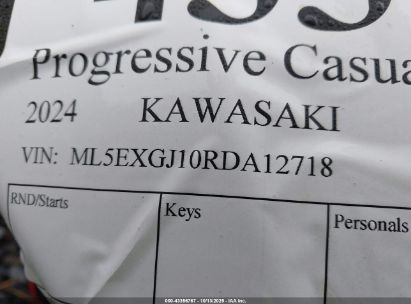 Progressive Casua
2024 KAWASAKI
VIN: ML5EXGJ10RDA12718
RND/Starts Keys Personals